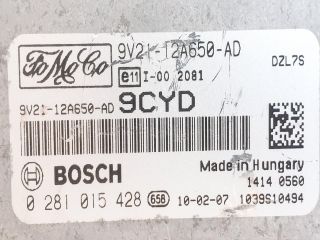 FoMoCo 9V21-12A650-AD DZL7S
e11 I-00 2081
9V21-12A650-AD 9CYD
BOSCH Made in Hungary
1414 0560
0 281 015 428 658 10-02-07 1039S10494